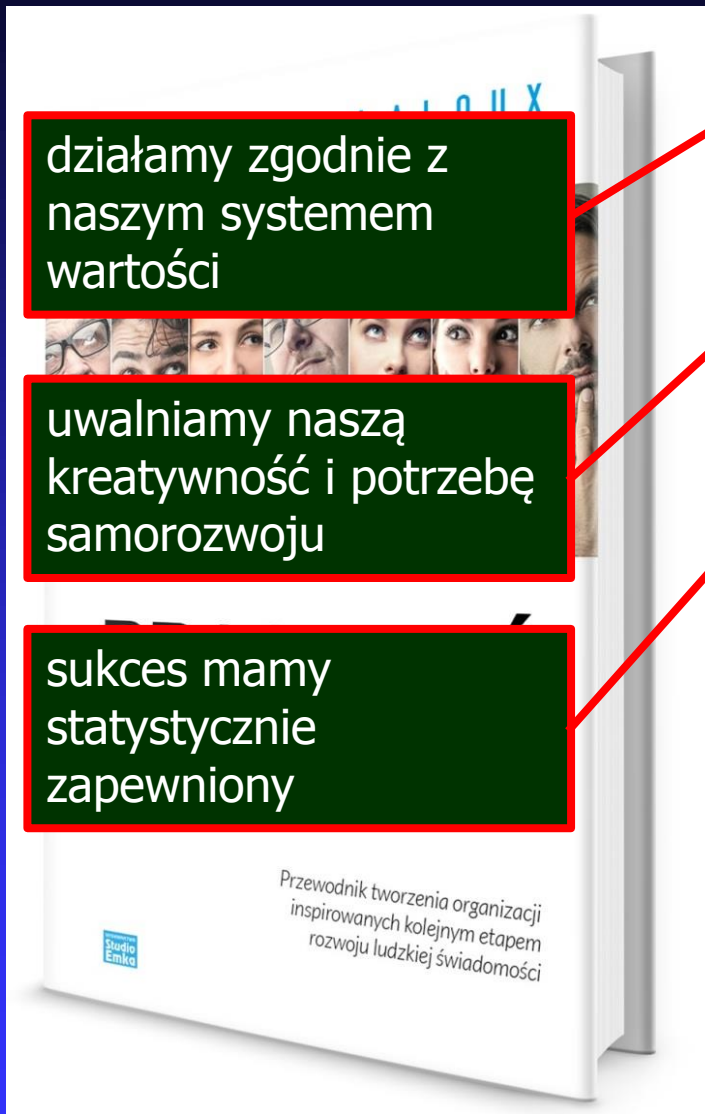 działamy zgodnie z
naszym systemem
wartości
uwalniamy naszą
kreatywność i potrzebę
samorozwoju
sukces mamy
statystycznie
zapewniony
Przewodnik tworzenia organizacji
inspirowanych kolejnym etapem
rozwoju ludzkiej świadomości
Studio
Emka